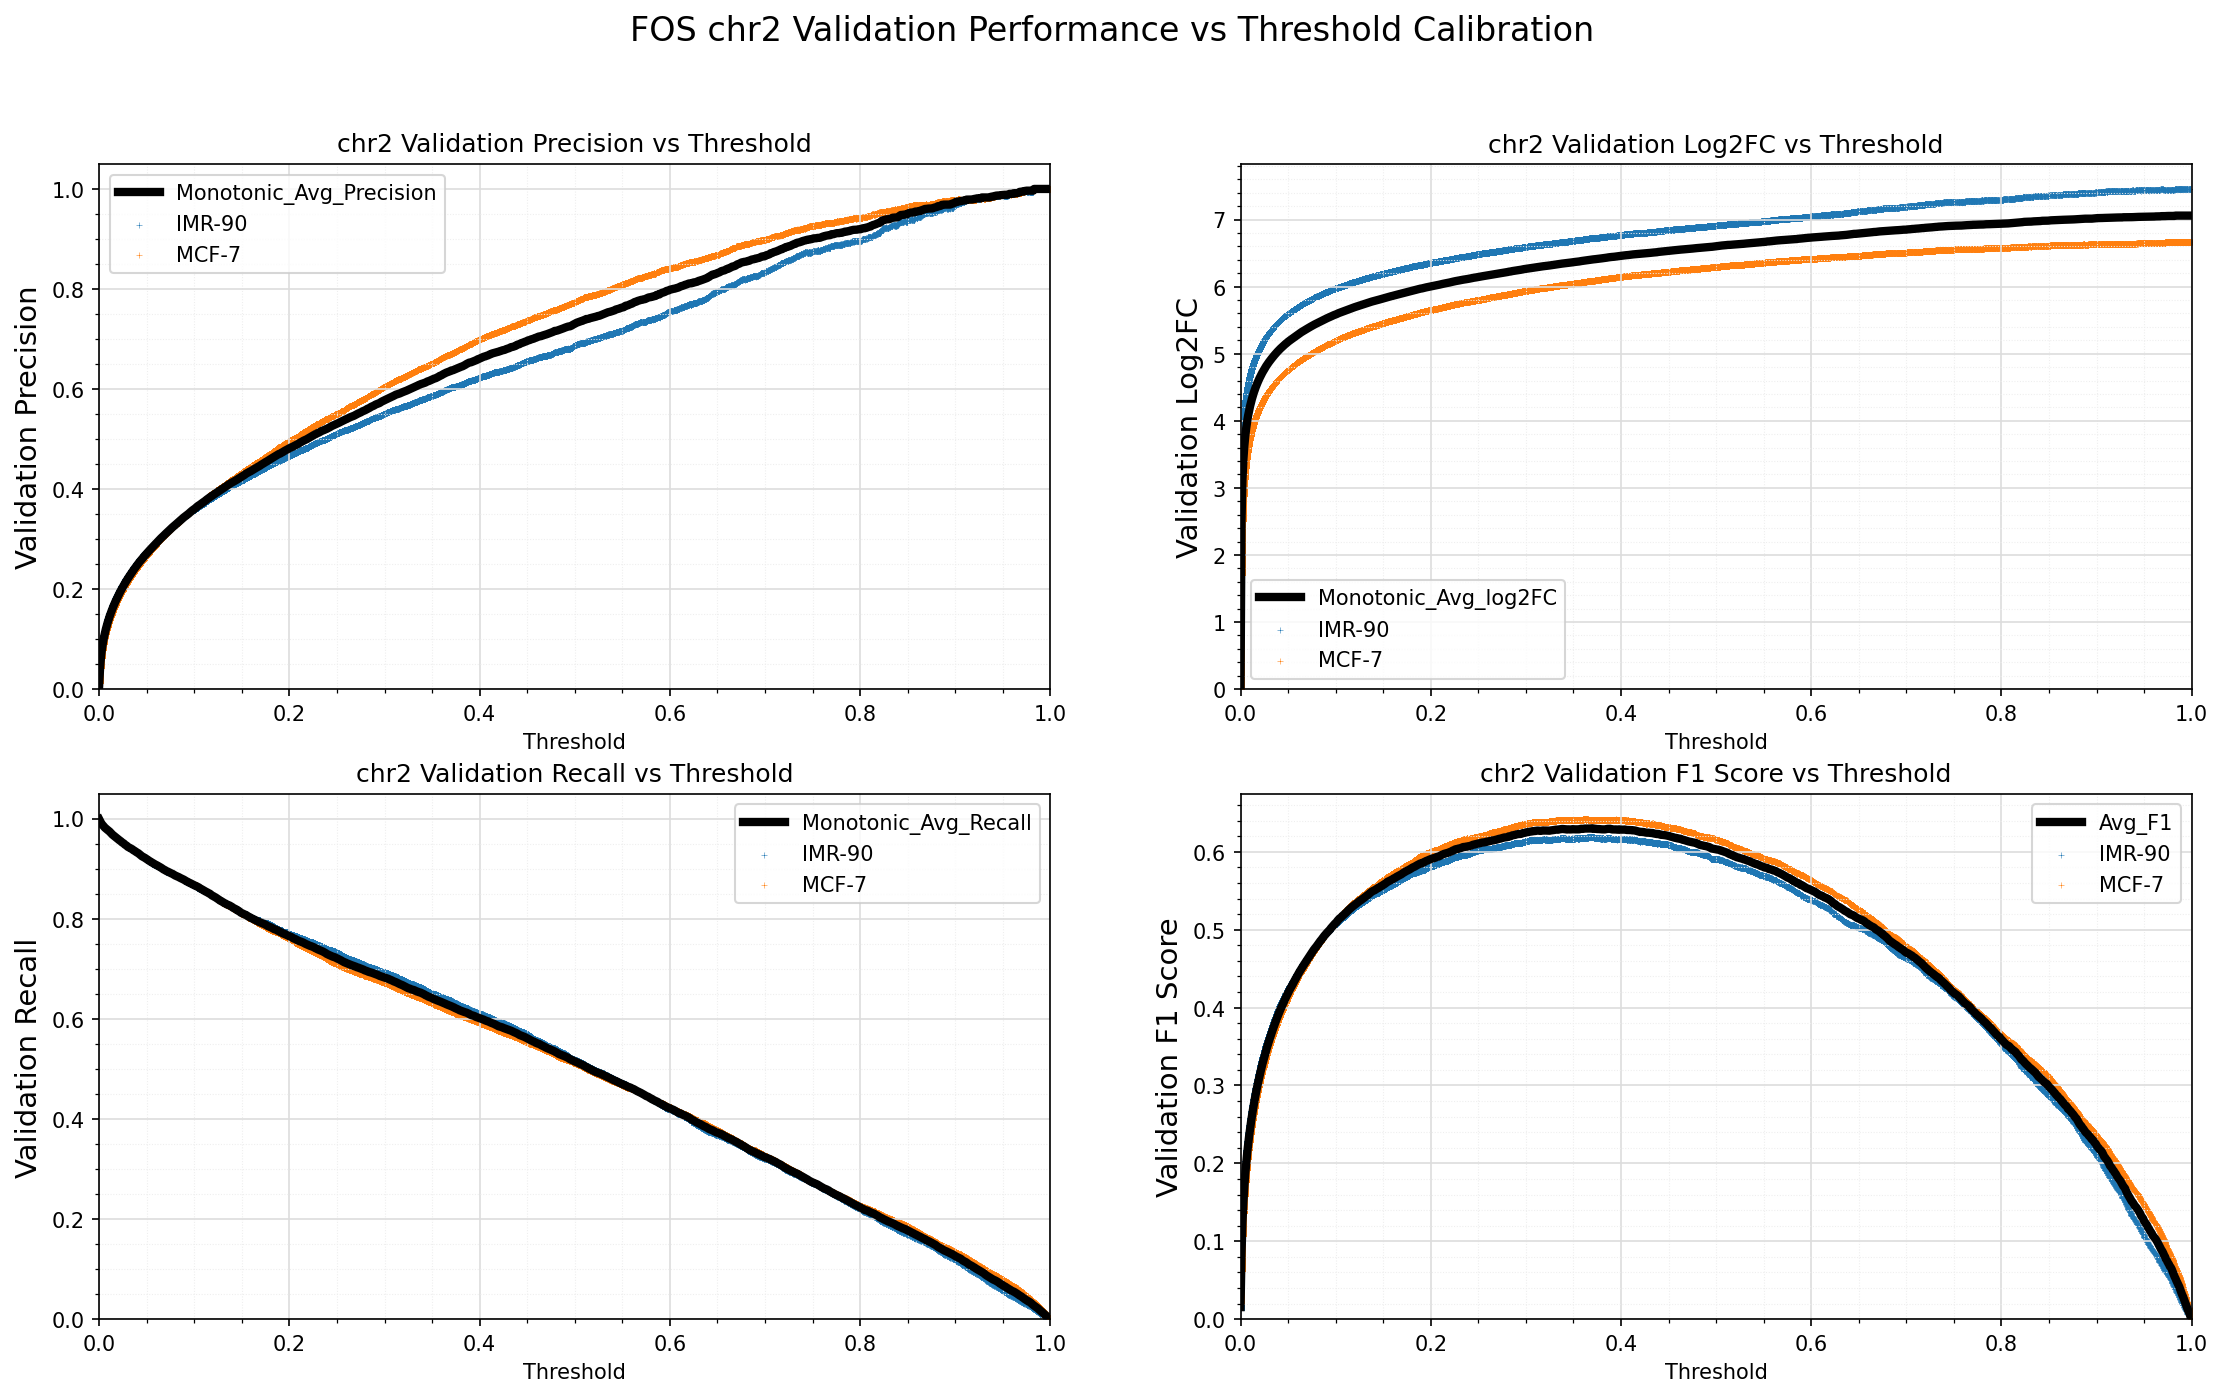 FOS chr2 Validation Performance vs Threshold Calibration
chr2 Validation Precision vs Threshold
Validation Precision
1.0
0.8
0.6
0.4
0.2
0.0
Monotonic_Avg_Precision
IMR-90
MCF-7
0.0 0.2 0.4 0.6 0.8 1.0
Threshold
chr2 Validation Log2FC vs Threshold
Validation Log2FC
7
6
5
4
3
2
1
0
Monotonic_Avg_log2FC
IMR-90
MCF-7
0.0 0.2 0.4 0.6 0.8 1.0
Threshold
chr2 Validation Recall vs Threshold
Validation Recall
1.0
0.8
0.6
0.4
0.2
0.0
Monotonic_Avg_Recall
IMR-90
MCF-7
0.0 0.2 0.4 0.6 0.8 1.0
Threshold
chr2 Validation F1 Score vs Threshold
Validation F1 Score
0.6
0.5
0.4
0.3
0.2
0.1
0.0
Avg_F1
IMR-90
MCF-7
0.0 0.2 0.4 0.6 0.8 1.0
Threshold